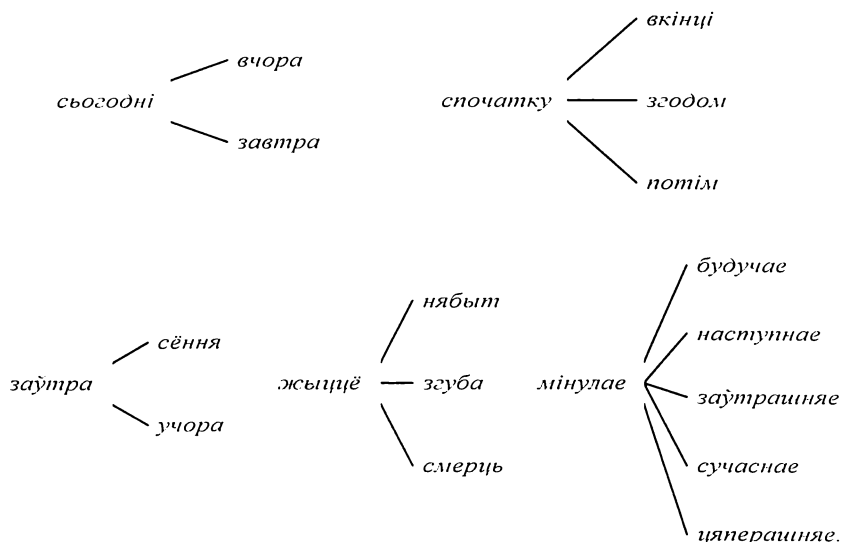 сьогодні
вчора
завтра
спочатку
вкінці
згодом
потім
заўтра
сёння
учора
жыццё
нябыт
згуба
смерць
мінулае
будучае
наступнае
заўтрашняе
сучаснае
цяперашняе.